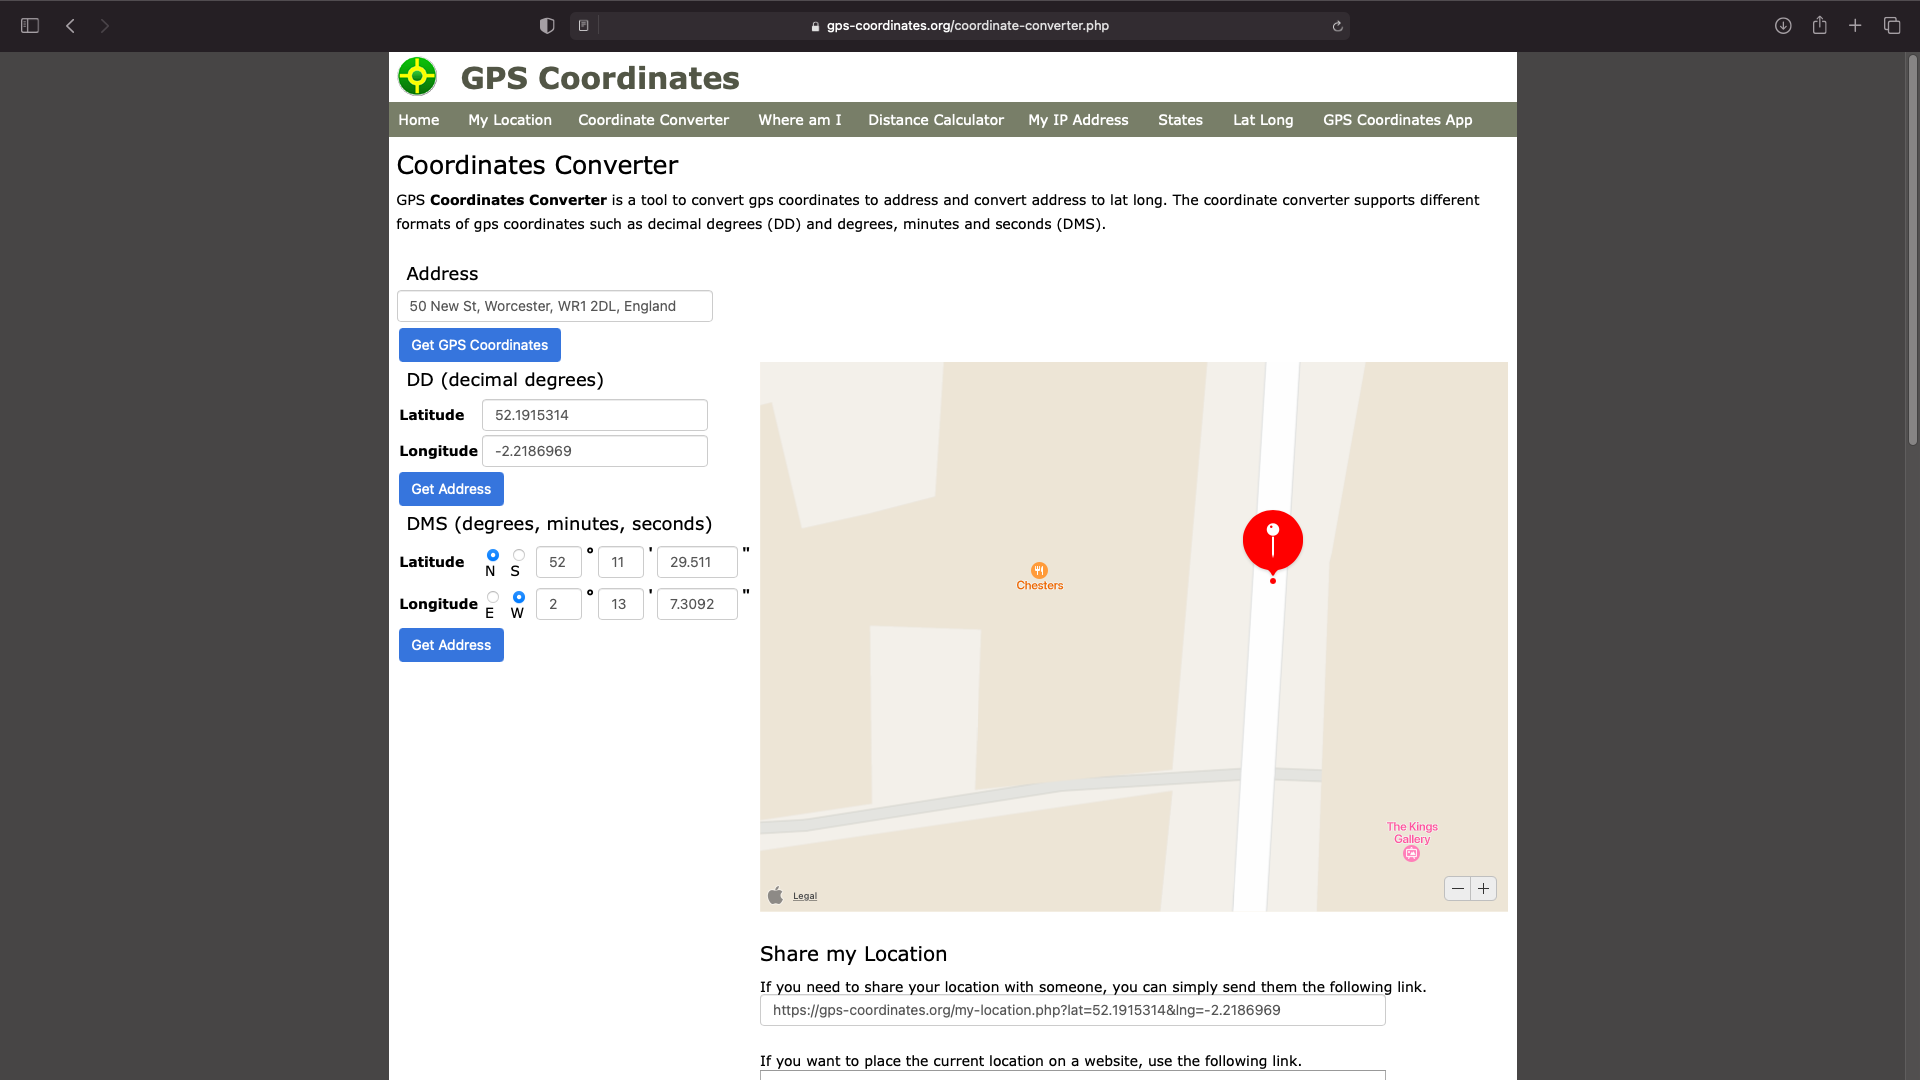 gps-coordinates.org/coordinate-converter.php
GPS Coordinates
Home My Location Coordinate Converter Where am I Distance Calculator My IP Address States Lat Long GPS Coordinates App
Coordinates Converter
GPS Coordinates Converter is a tool to convert gps coordinates to address and convert address to lat long. The coordinate converter supports different
formats of gps coordinates such as decimal degrees (DD) and degrees, minutes and seconds (DMS).
Address
50 New St, Worcester, WR1 2DL, England
Get GPS Coordinates
DD (decimal degrees)
Latitude 52.1915314
Longitude -2.2186969
Get Address
DMS (degrees, minutes, seconds)
Latitude N S 52 ° 11 ' 29.511 "
Longitude E W 2 ° 13 ' 7.3092 "
Get Address
Chesters
The Kings
Gallery
Legal
Share my Location
If you need to share your location with someone, you can simply send them the following link.
https://gps-coordinates.org/my-location.php?lat=52.1915314&lng=-2.2186969
If you want to place the current location on a website, use the following link.